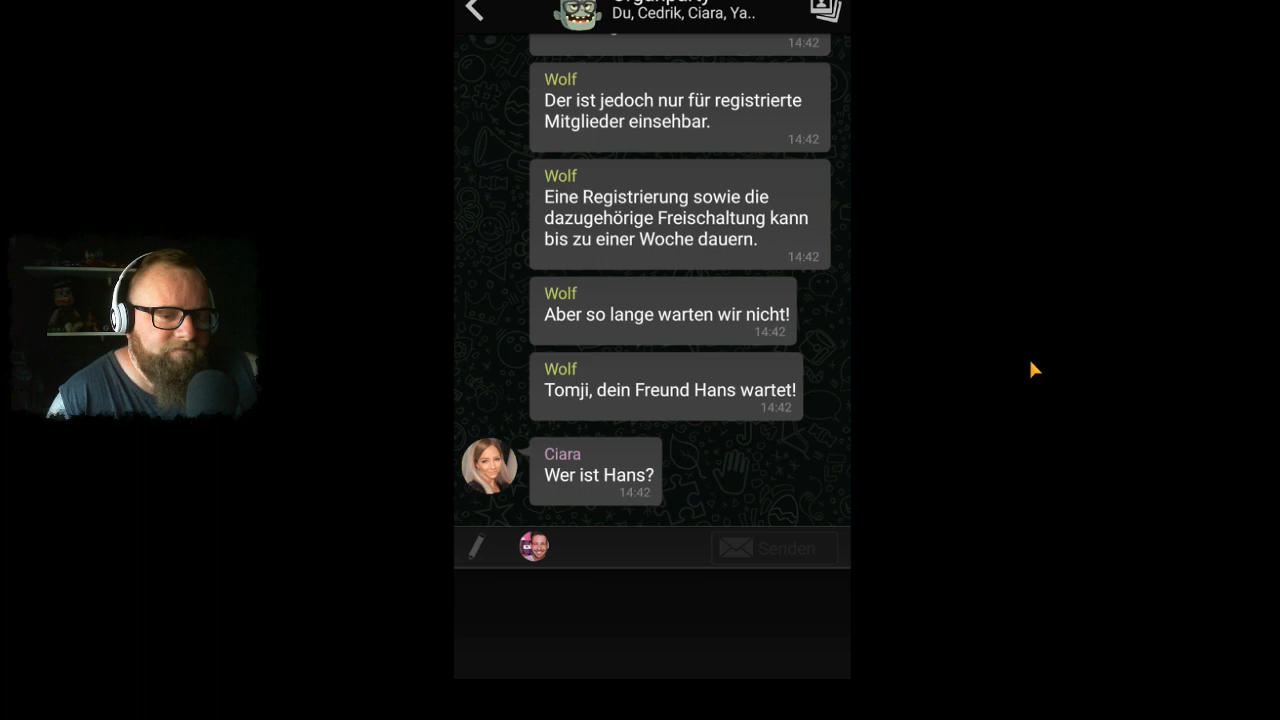 Organparty
Du, Cedrik, Ciara, Ya..
14:42
Wolf
Der ist jedoch nur für registrierte
Mitglieder einsehbar.
14:42
Wolf
Eine Registrierung sowie die
dazugehörige Freischaltung kann
bis zu einer Woche dauern.
14:42
Wolf
Aber so lange warten wir nicht!
14:42
Wolf
Tomji, dein Freund Hans wartet!
14:42
Ciara
Wer ist Hans?
14:42
Senden